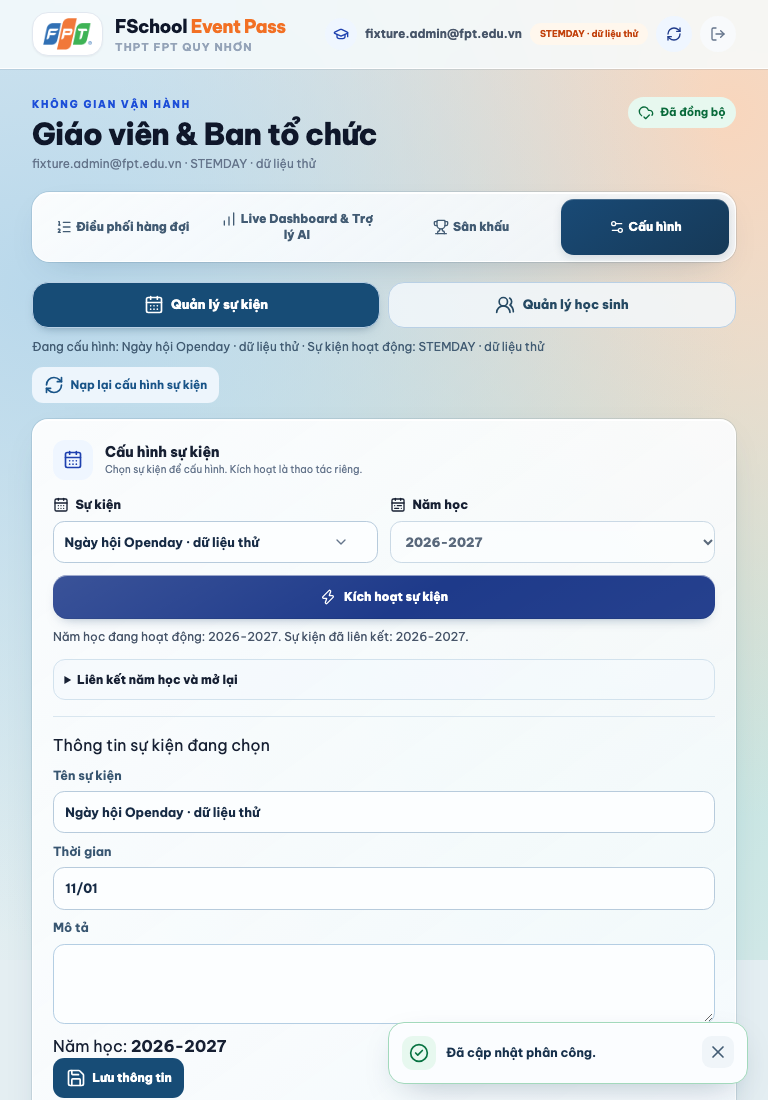 FPT
FSchool Event Pass
THPT FPT QUY NHƠN
fixture.admin@fpt.edu.vn
STEMDAY · dữ liệu thử
KHÔNG GIAN VẬN HÀNH
Giáo viên & Ban tổ chức
fixture.admin@fpt.edu.vn · STEMDAY · dữ liệu thử
Đã đồng bộ
Điều phối hàng đợi
Live Dashboard & Trợ
lý AI
Sân khấu
Cấu hình
Quản lý sự kiện
Quản lý học sinh
Đang cấu hình: Ngày hội Openday · dữ liệu thử · Sự kiện hoạt động: STEMDAY · dữ liệu thử
Nạp lại cấu hình sự kiện
Cấu hình sự kiện
Chọn sự kiện để cấu hình. Kích hoạt là thao tác riêng.
Sự kiện
Năm học
Ngày hội Openday · dữ liệu thử
2026-2027
Kích hoạt sự kiện
Năm học đang hoạt động: 2026-2027. Sự kiện đã liên kết: 2026-2027.
Liên kết năm học và mở lại
Thông tin sự kiện đang chọn
Tên sự kiện
Ngày hội Openday · dữ liệu thử
Thời gian
11/01
Mô tả
Năm học: 2026-2027
Đã cập nhật phân công.
Lưu thông tin